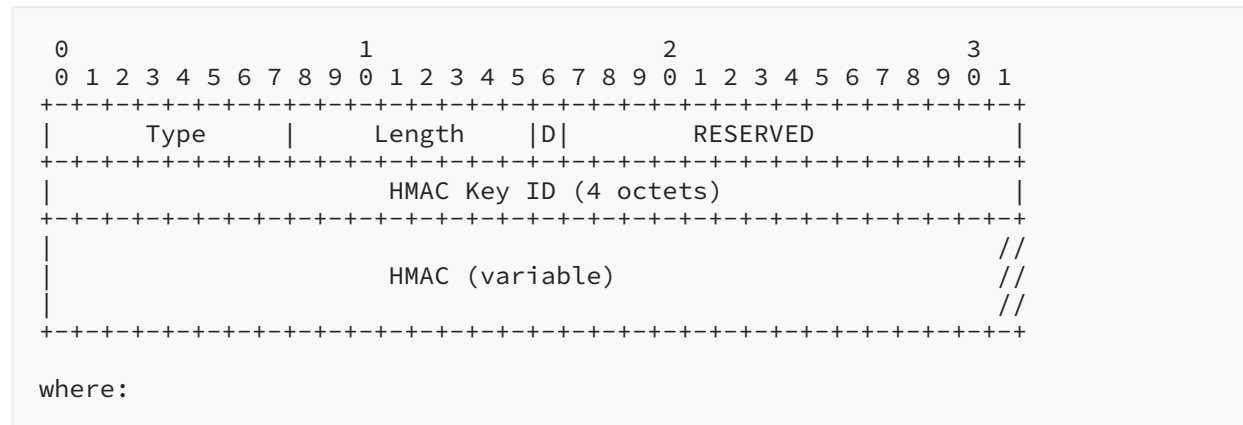 0                   1                   2                   3
 0 1 2 3 4 5 6 7 8 9 0 1 2 3 4 5 6 7 8 9 0 1 2 3 4 5 6 7 8 9 0 1
+-+-+-+-+-+-+-+-+-+-+-+-+-+-+-+-+-+-+-+-+-+-+-+-+-+-+-+-+-+-+-+-+
|      Type     |     Length    |D|        RESERVED             |
+-+-+-+-+-+-+-+-+-+-+-+-+-+-+-+-+-+-+-+-+-+-+-+-+-+-+-+-+-+-+-+-+
|                      HMAC Key ID (4 octets)                   |
+-+-+-+-+-+-+-+-+-+-+-+-+-+-+-+-+-+-+-+-+-+-+-+-+-+-+-+-+-+-+-+-+
|                                                              //
|                      HMAC (variable)                         //
|                                                              //
+-+-+-+-+-+-+-+-+-+-+-+-+-+-+-+-+-+-+-+-+-+-+-+-+-+-+-+-+-+-+-+-+
where: